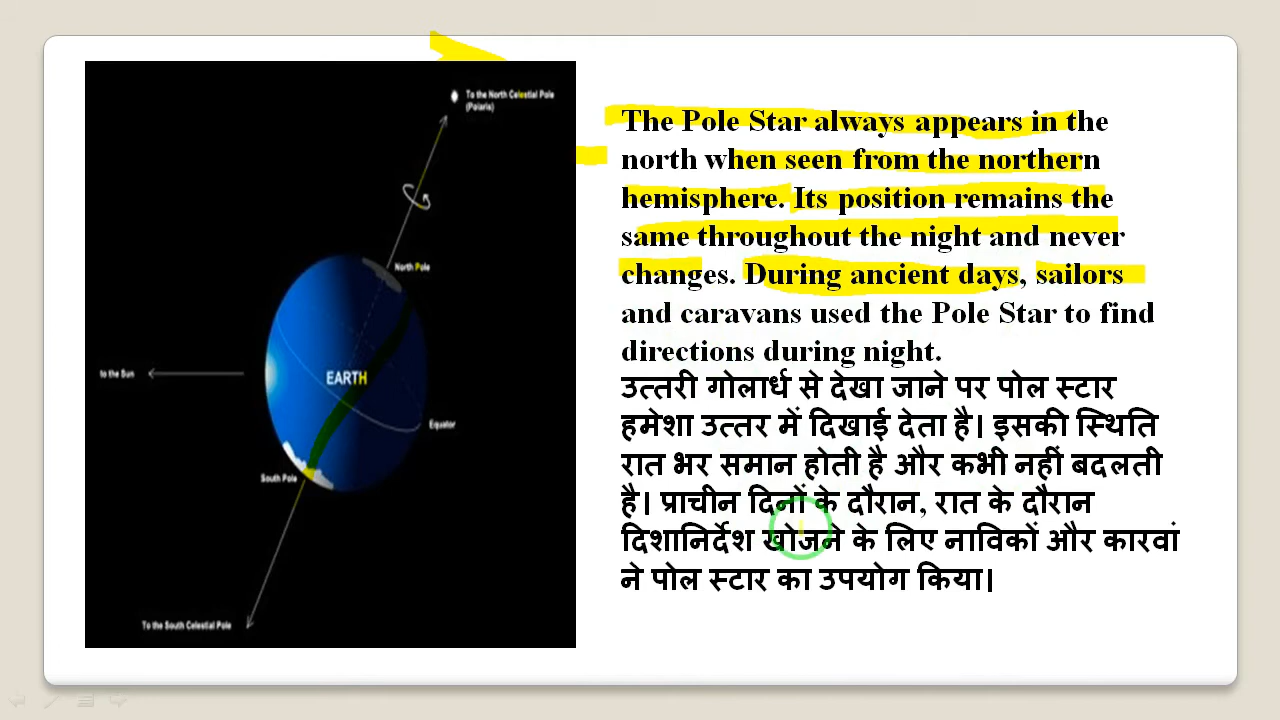 To the North Celestial Pole
(Polaris)
North Pole
to the Sun
EARTH
Equator
South Pole
To the South Celestial Pole
The Pole Star always appears in the
north when seen from the northern
hemisphere. Its position remains the
same throughout the night and never
changes. During ancient days, sailors
and caravans used the Pole Star to find
directions during night.
उत्तरी गोलार्ध से देखा जाने पर पोल स्टार
हमेशा उत्तर में दिखाई देता है। इसकी स्थिति
रात भर समान होती है और कभी नहीं बदलती
है। प्राचीन दिनों के दौरान, रात के दौरान
दिशानिर्देश खोजने के लिए नाविकों और कारवां
ने पोल स्टार का उपयोग किया।